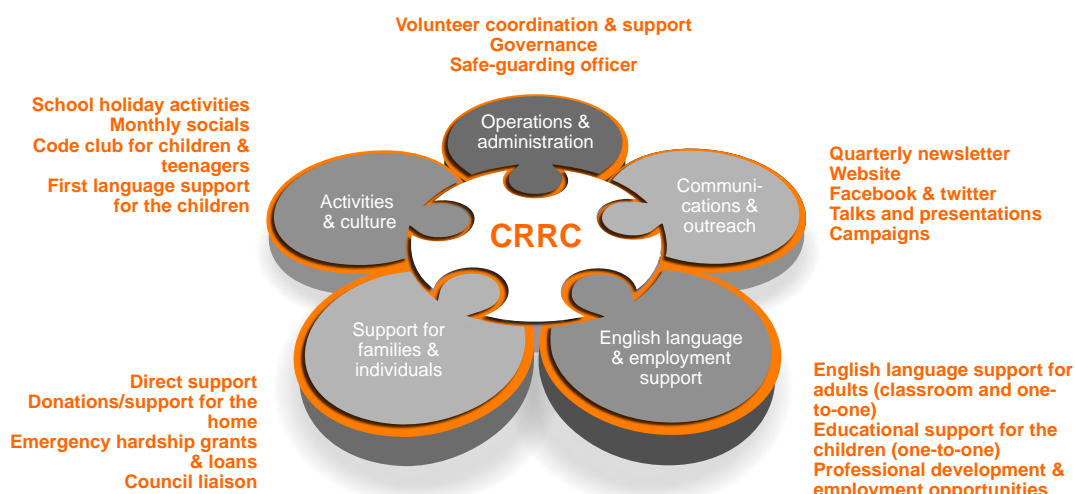 Volunteer coordination & support
Governance
Safe-guarding officer
School holiday activities
Monthly socials
Code club for children &
teenagers
First language support
for the children
Operations &
administration
Activities
& culture
Communi-
cations &
outreach
CRRC
Quarterly newsletter
Website
Facebook & twitter
Talks and presentations
Campaigns
Support for
families &
individuals
English language
& employment
support
Direct support
Donations/support for the
home
Emergency hardship grants
& loans
Council liaison
English language support for
adults (classroom and one-
to-one)
Educational support for the
children (one-to-one)
Professional development &
employment opportunities